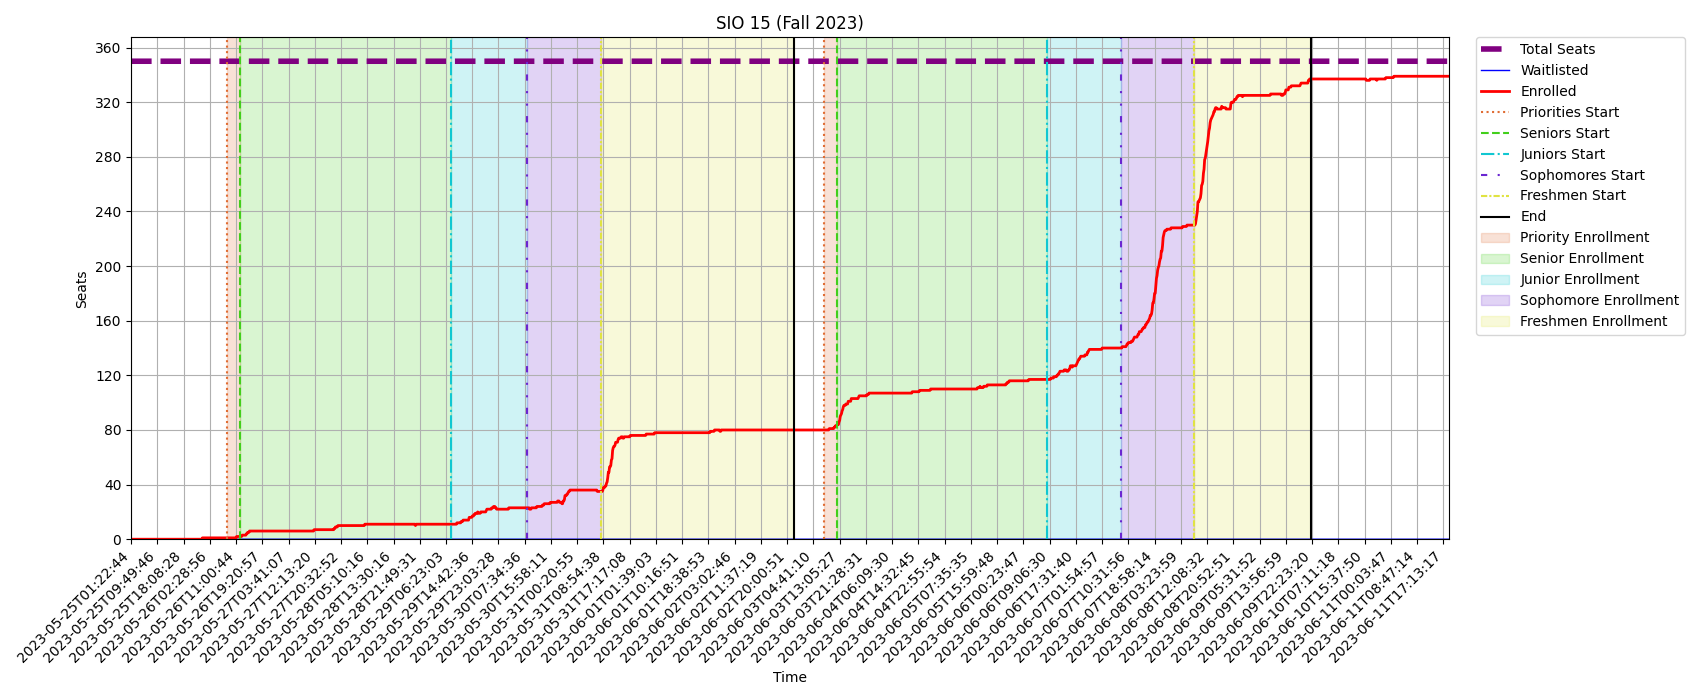 SIO 15 (Fall 2023)
360
320
280
240
200
160
120
80
40
0
Seats
2023-05-25T01:22:44
2023-05-25T09:49:46
2023-05-25T18:08:28
2023-05-26T02:28:56
2023-05-26T11:00:44
2023-05-26T19:20:57
2023-05-27T03:41:07
2023-05-27T12:13:20
2023-05-27T20:32:52
2023-05-28T05:10:16
2023-05-28T13:30:16
2023-05-28T21:49:31
2023-05-29T06:23:03
2023-05-29T14:42:36
2023-05-29T23:03:28
2023-05-30T07:34:36
2023-05-30T15:58:11
2023-05-31T00:20:55
2023-05-31T08:54:38
2023-05-31T17:17:08
2023-06-01T01:39:03
2023-06-01T10:16:51
2023-06-01T18:38:53
2023-06-02T03:02:46
2023-06-02T11:37:19
2023-06-02T20:00:51
2023-06-03T04:41:10
2023-06-03T13:05:27
2023-06-03T21:28:31
2023-06-04T06:09:30
2023-06-04T14:32:45
2023-06-04T22:55:54
2023-06-05T07:35:35
2023-06-05T15:59:48
2023-06-06T00:23:47
2023-06-06T09:06:30
2023-06-06T17:31:40
2023-06-07T01:54:57
2023-06-07T10:31:56
2023-06-07T18:58:14
2023-06-08T03:23:59
2023-06-08T12:08:32
2023-06-08T20:52:51
2023-06-09T05:31:52
2023-06-09T13:56:59
2023-06-09T22:23:20
2023-06-10T07:11:18
2023-06-10T15:37:50
2023-06-11T00:03:47
2023-06-11T08:47:14
2023-06-11T17:13:17
Time
Total Seats
Waitlisted
Enrolled
Priorities Start
Seniors Start
Juniors Start
Sophomores Start
Freshmen Start
End
Priority Enrollment
Senior Enrollment
Junior Enrollment
Sophomore Enrollment
Freshmen Enrollment